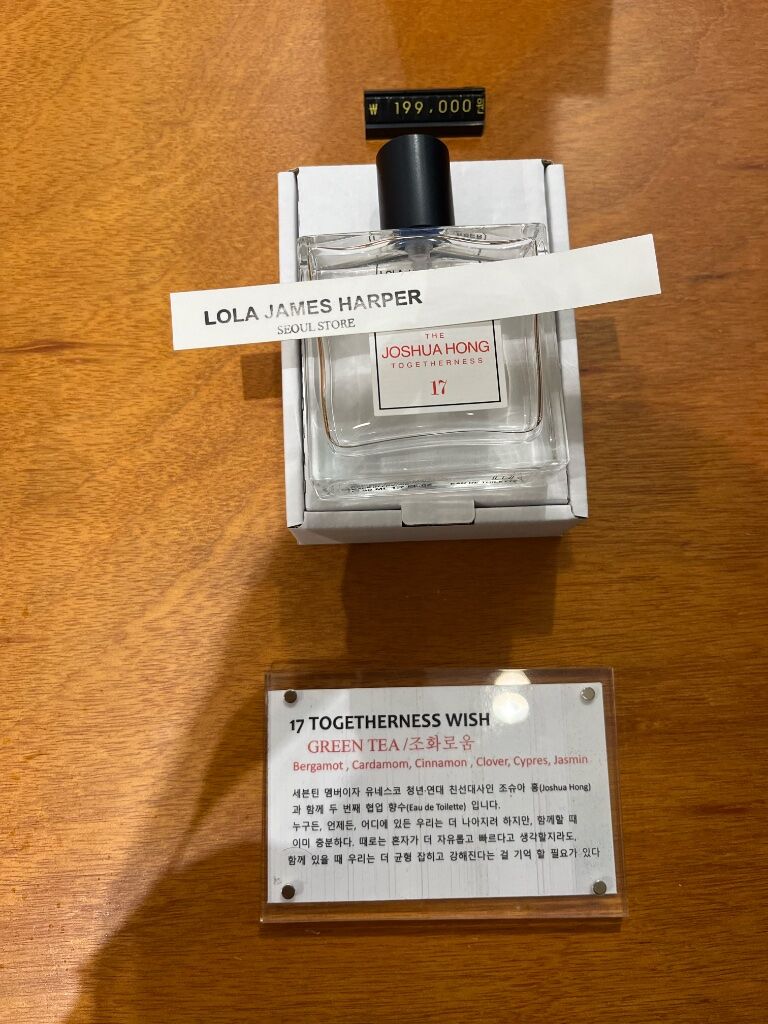 ₩ 199,000 원
LOLA JAMES HARPER
SEOUL STORE
THE
JOSHUA HONG
TOGETHERNESS
17
EAU DE TOILETTE
17 TOGETHERNESS WISH
GREEN TEA /조화로움
Bergamot , Cardamom, Cinnamon , Clover, Cypres, Jasmin
세븐틴 멤버이자 유네스코 청년·연대 친선대사인 조슈아 홍(Joshua Hong)
과 함께 두 번째 협업 향수(Eau de Toilette) 입니다.
누구든, 언제든, 어디에 있든 우리는 더 나아지려 하지만, 함께할 때
이미 충분하다. 때로는 혼자가 더 자유롭고 빠르다고 생각할지라도,
함께 있을 때 우리는 더 균형 잡히고 강해진다는 걸 기억 할 필요가 있다